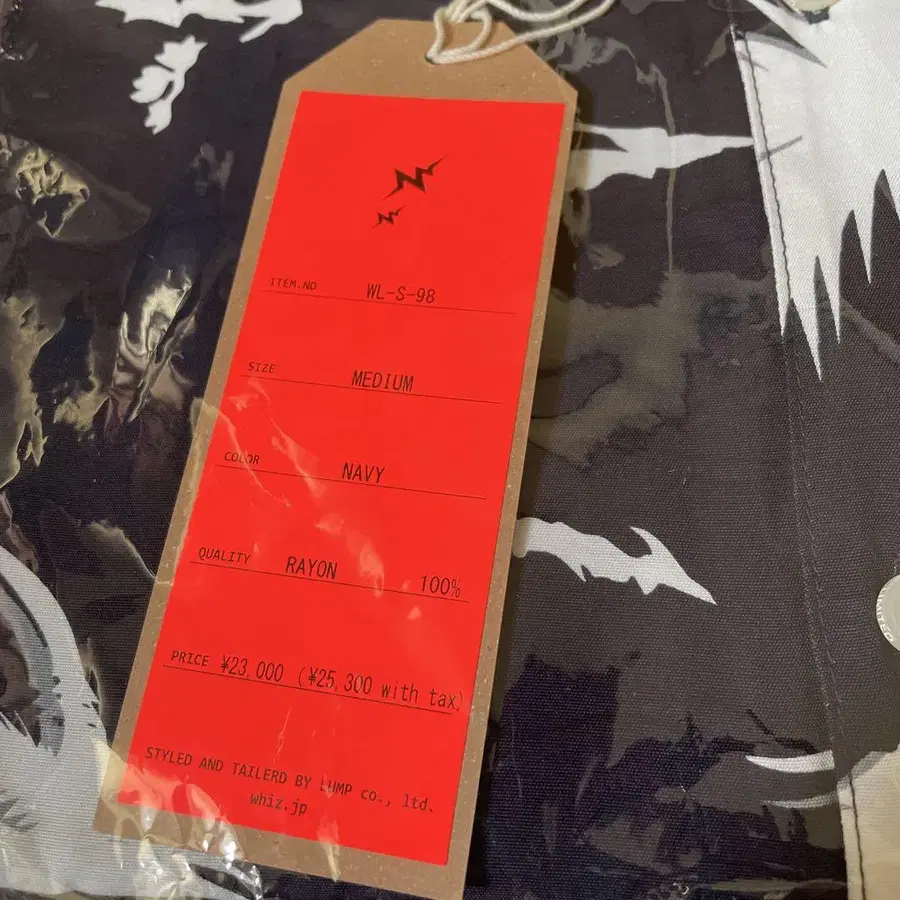 ITEM.NO WL-S-98
SIZE MEDIUM
COLOR NAVY
QUALITY RAYON 100%
PRICE ¥23,000 (¥25,300 with tax)
STYLED AND TAILERD BY LUMP co., ltd.
whiz.jp